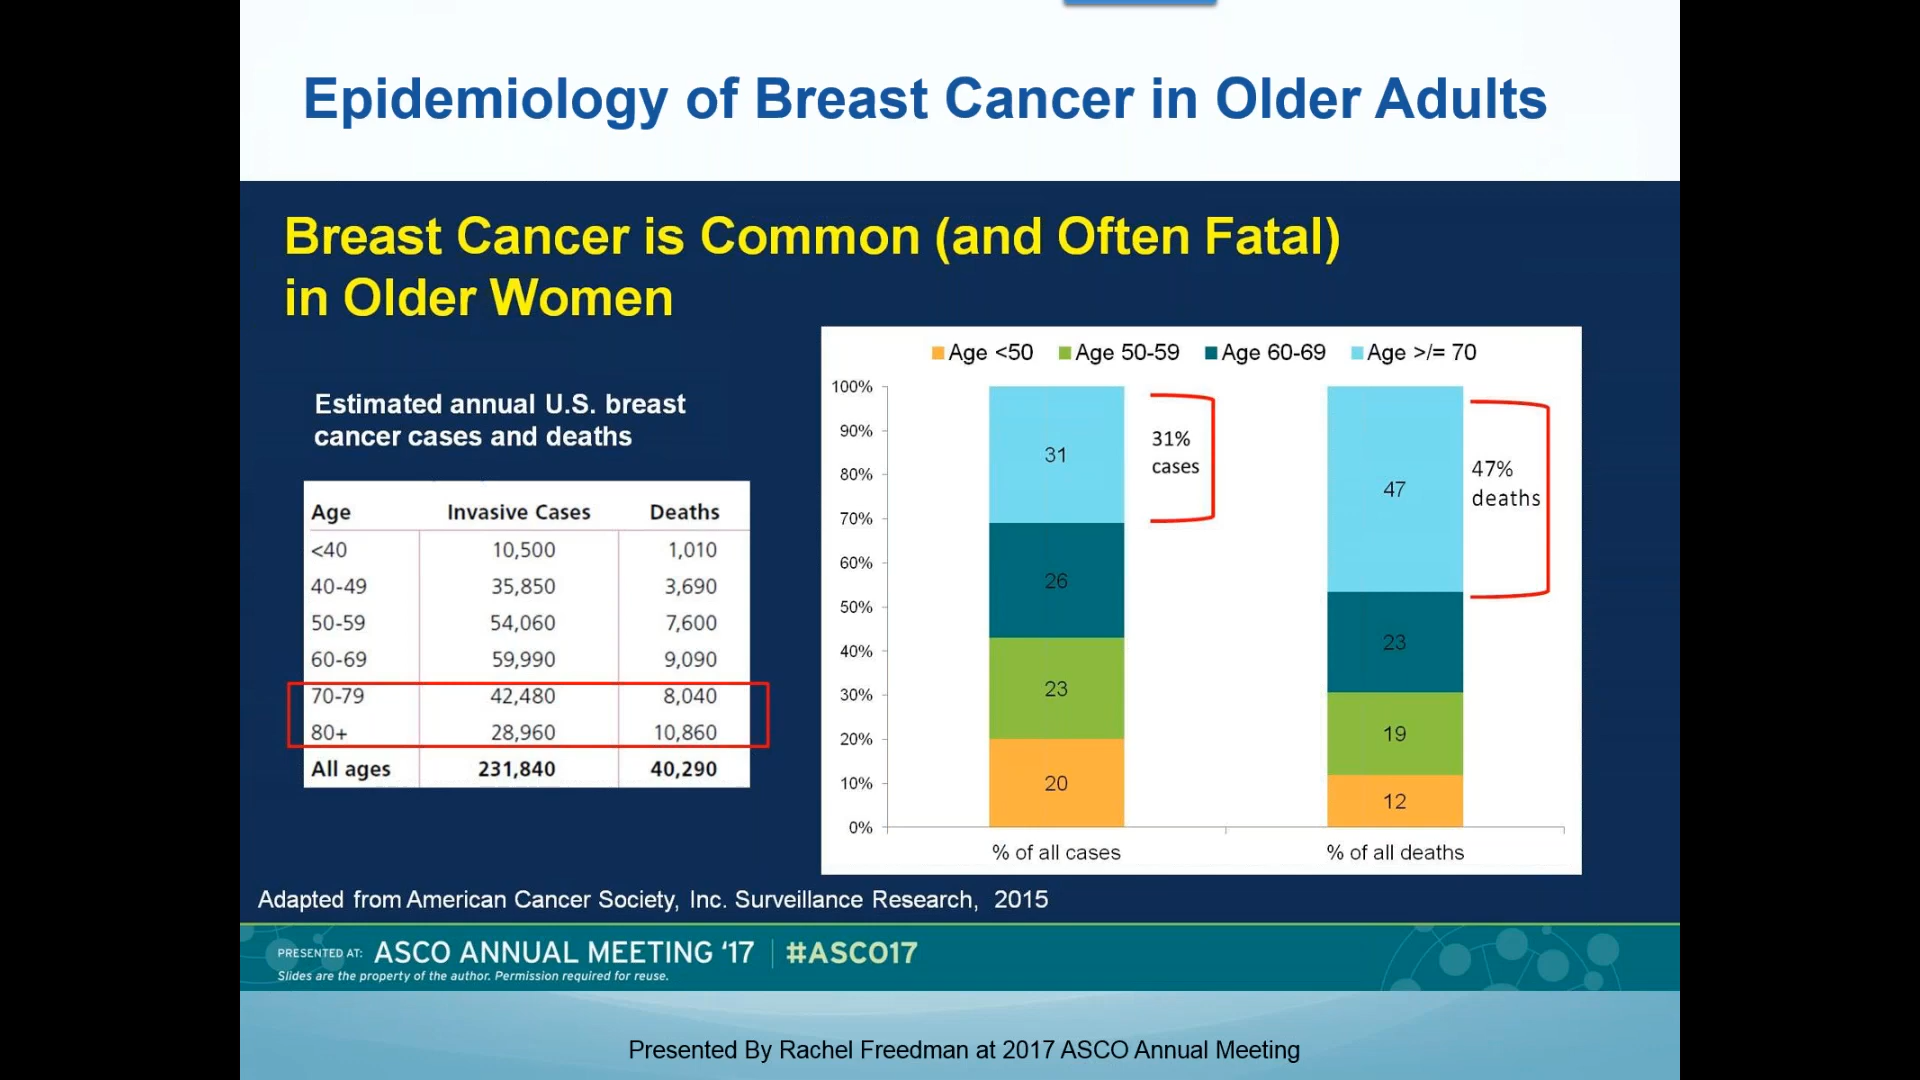 Epidemiology of Breast Cancer in Older Adults
Breast Cancer is Common (and Often Fatal)
in Older Women
Estimated annual U.S. breast
cancer cases and deaths
Age Invasive Cases Deaths
<40 10,500 1,010
40-49 35,850 3,690
50-59 54,060 7,600
60-69 59,990 9,090
70-79 42,480 8,040
80+ 28,960 10,860
All ages 231,840 40,290
Age <50 Age 50-59 Age 60-69 Age >/= 70
100%
90%
80%
70%
60%
50%
40%
30%
20%
10%
0%
31
26
23
20
31%
cases
47
23
19
12
47%
deaths
% of all cases % of all deaths
Adapted from American Cancer Society, Inc. Surveillance Research, 2015
PRESENTED AT: ASCO ANNUAL MEETING ‘17 | #ASCO17
Slides are the property of the author. Permission required for reuse.
Presented By Rachel Freedman at 2017 ASCO Annual Meeting